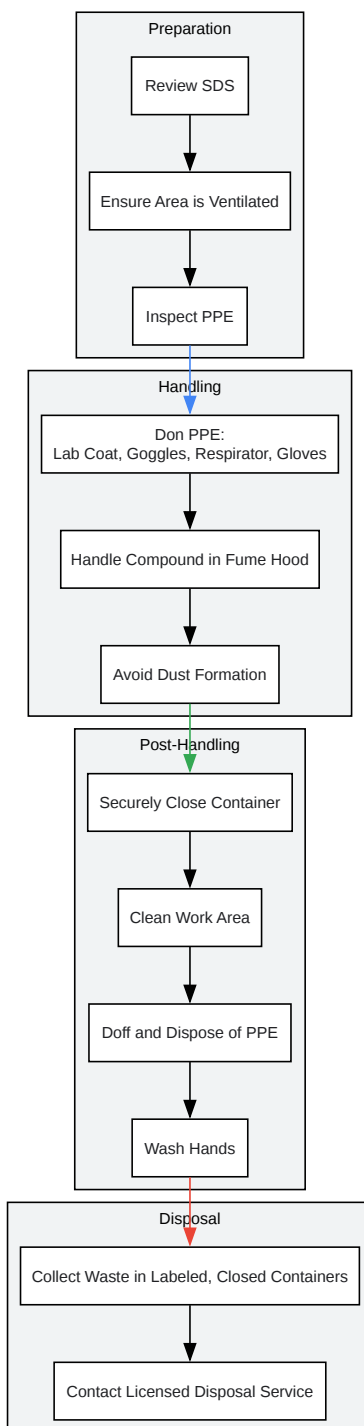 Preparation
Review SDS
Ensure Area is Ventilated
Inspect PPE
Handling
Don PPE:
Lab Coat, Goggles, Respirator, Gloves
Handle Compound in Fume Hood
Avoid Dust Formation
Post-Handling
Securely Close Container
Clean Work Area
Doff and Dispose of PPE
Wash Hands
Disposal
Collect Waste in Labeled, Closed Containers
Contact Licensed Disposal Service